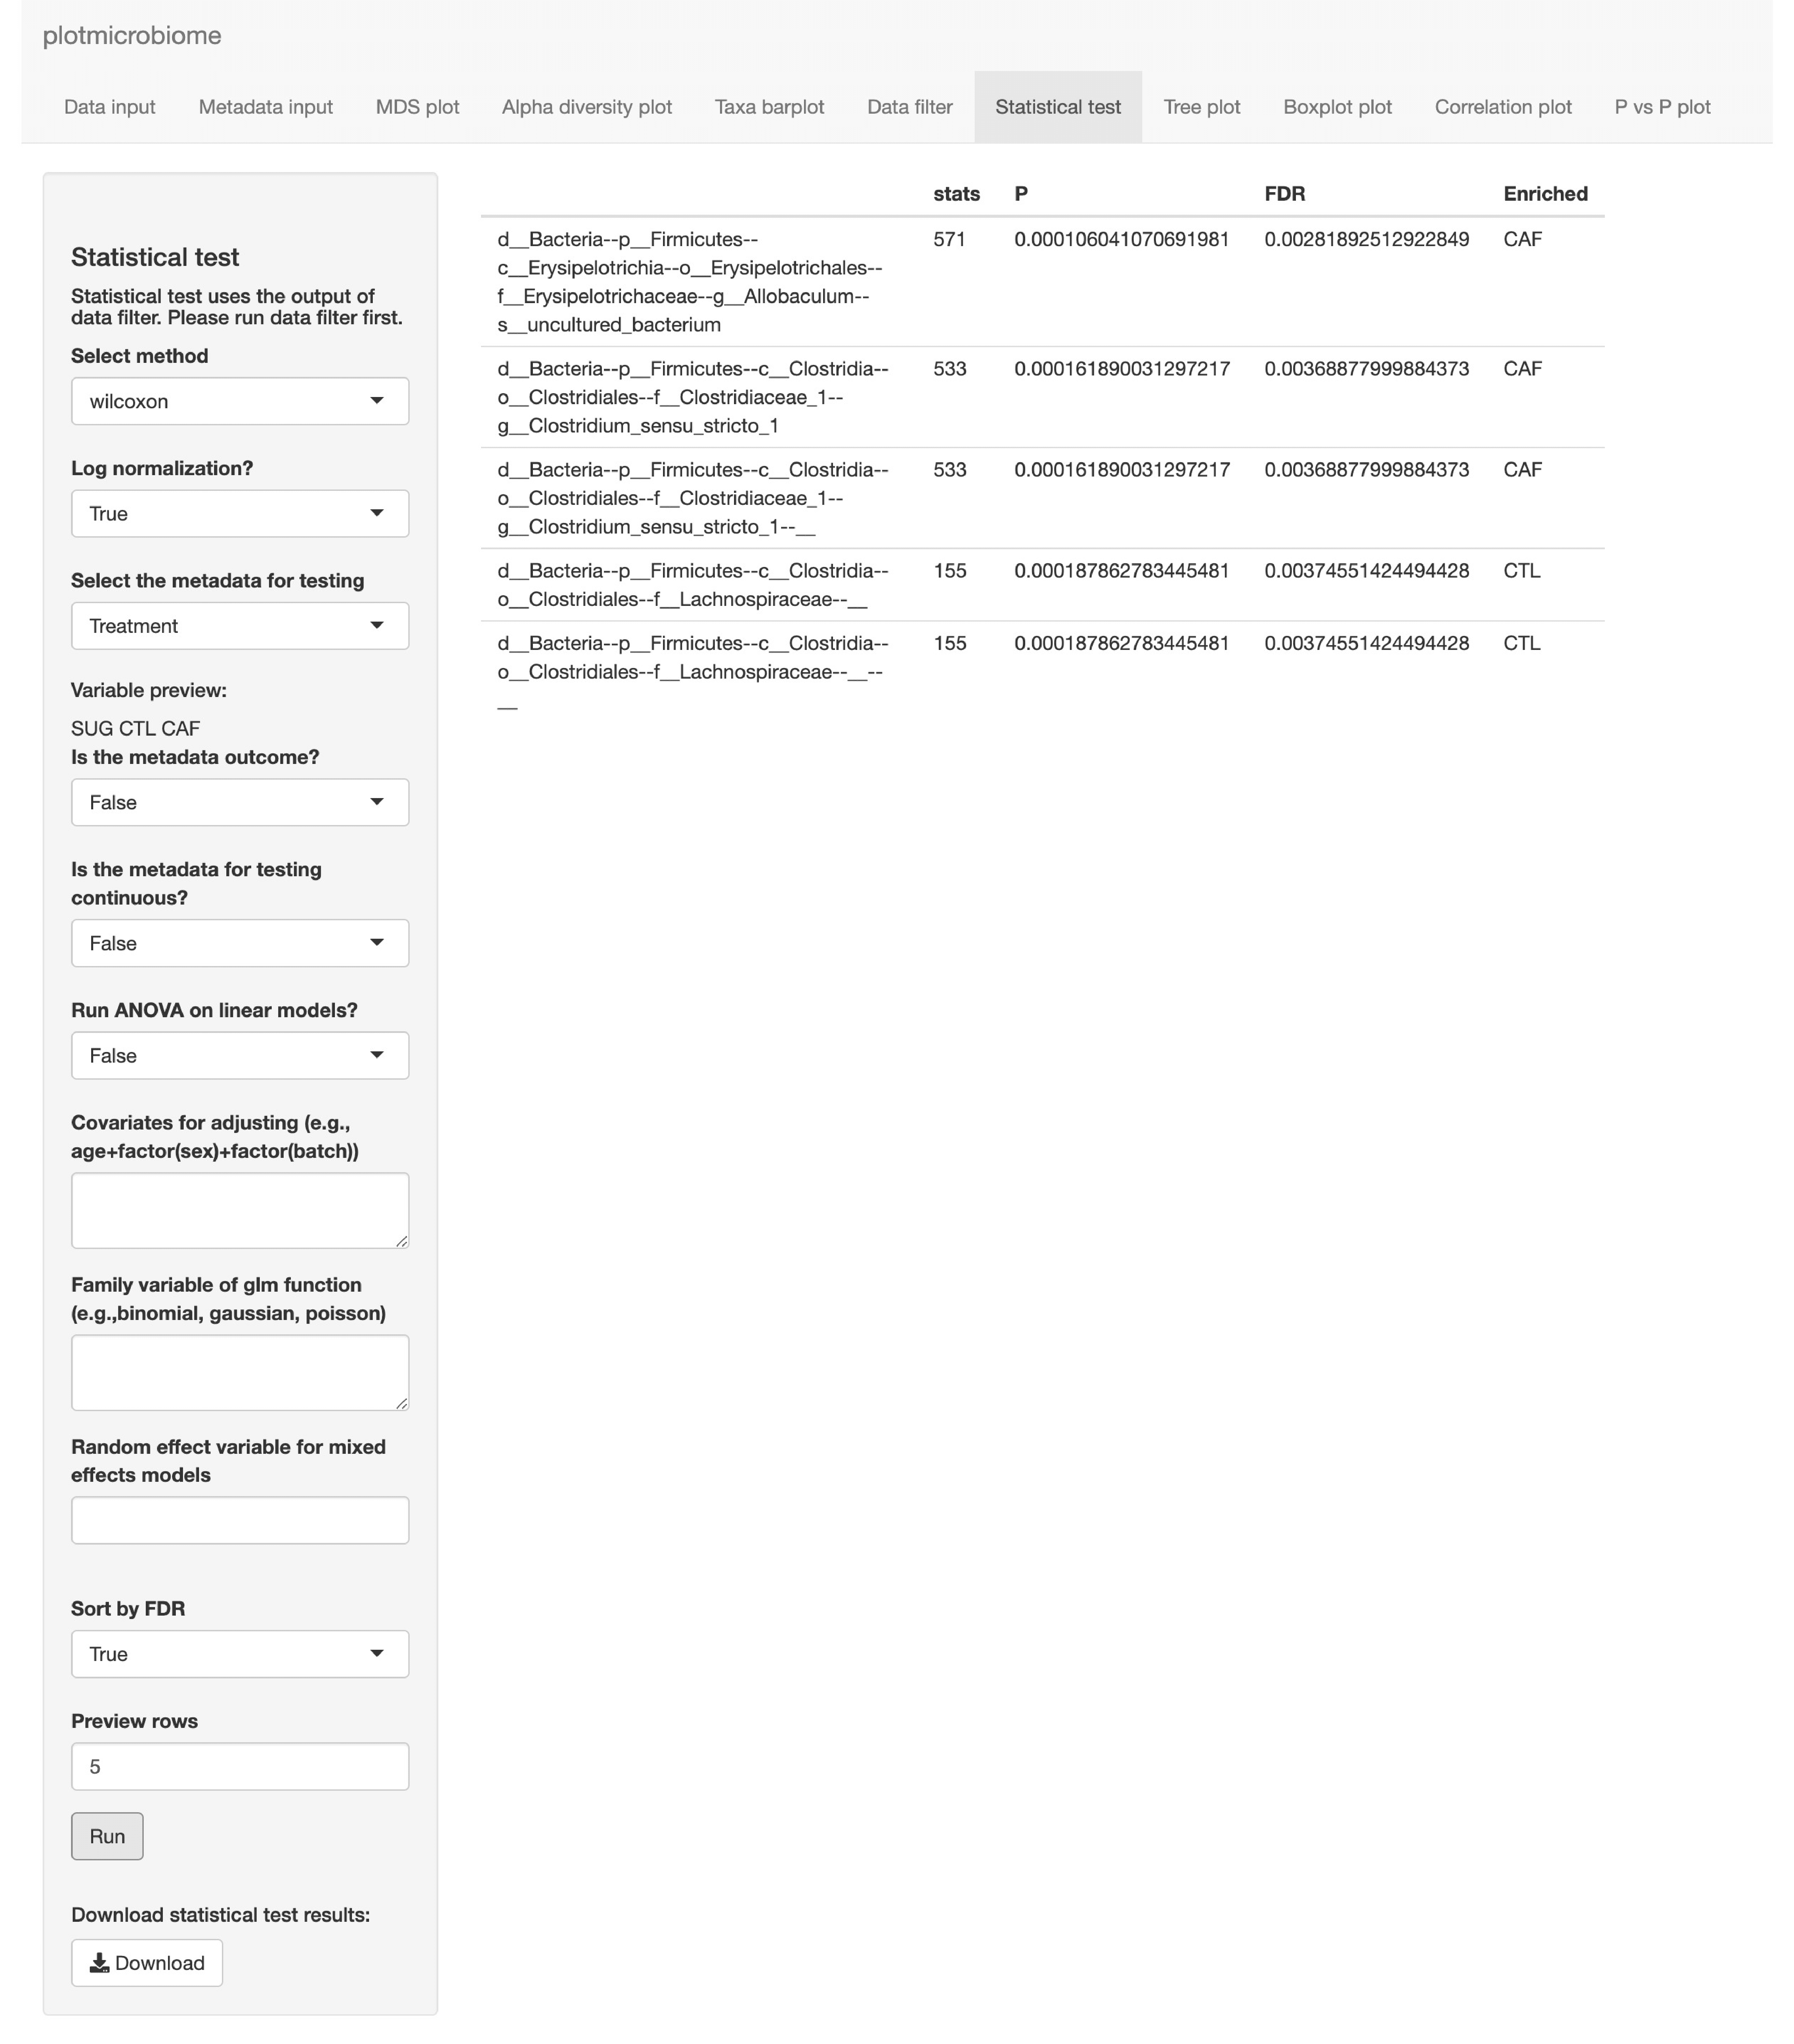 plotmicrobiome
Data input Metadata input MDS plot Alpha diversity plot Taxa barplot Data filter Statistical test Tree plot Boxplot plot Correlation plot P vs P plot
Statistical test
Statistical test uses the output of
data filter. Please run data filter first.
Select method
wilcoxon
Log normalization?
True
Select the metadata for testing
Treatment
Variable preview:
SUG CTL CAF
Is the metadata outcome?
False
Is the metadata for testing
continuous?
False
Run ANOVA on linear models?
False
Covariates for adjusting (e.g.,
age+factor(sex)+factor(batch))
Family variable of glm function
(e.g.,binomial, gaussian, poisson)
Random effect variable for mixed
effects models
Sort by FDR
True
Preview rows
5
Run
Download statistical test results:
Download
stats P FDR Enriched
d__Bacteria--p__Firmicutes-- 571 0.000106041070691981 0.00281892512922849 CAF
c__Erysipelotrichia--o__Erysipelotrichales--
f__Erysipelotrichaceae--g__Allobaculum--
s__uncultured_bacterium
d__Bacteria--p__Firmicutes--c__Clostridia-- 533 0.000161890031297217 0.00368877999884373 CAF
o__Clostridiales--f__Clostridiaceae_1--
g__Clostridium_sensu_stricto_1
d__Bacteria--p__Firmicutes--c__Clostridia-- 533 0.000161890031297217 0.00368877999884373 CAF
o__Clostridiales--f__Clostridiaceae_1--
g__Clostridium_sensu_stricto_1--__
d__Bacteria--p__Firmicutes--c__Clostridia-- 155 0.000187862783445481 0.00374551424494428 CTL
o__Clostridiales--f__Lachnospiraceae--__
d__Bacteria--p__Firmicutes--c__Clostridia-- 155 0.000187862783445481 0.00374551424494428 CTL
o__Clostridiales--f__Lachnospiraceae--__--
__